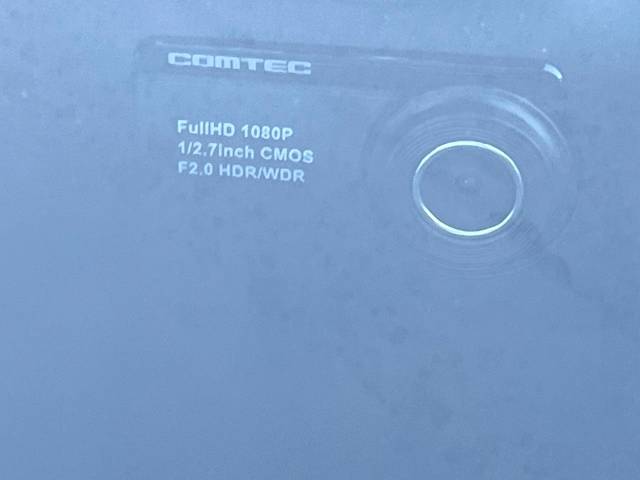 COMTEC
FullHD 1080P
1/2.7inch CMOS
F2.0 HDR/WDR